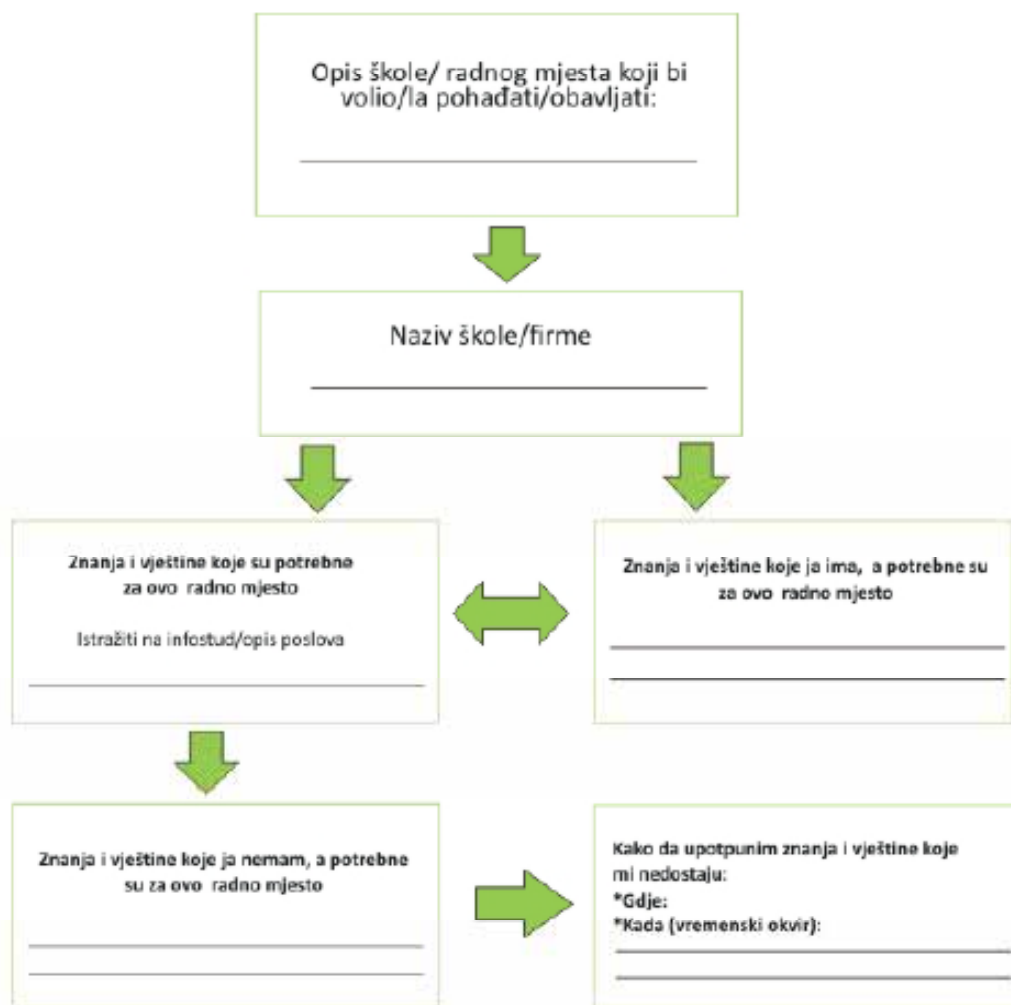 Opis škole/ radnog mjesta koji bi
volio/la pohađati/obavljati:
Naziv škole/firme
Znanja i vještine koje su potrebne
za ovo radno mjesto
Istražiti na infostud/opis poslova
Znanja i vještine koje ja ima, a potrebne su
za ovo radno mjesto
Znanja i vještine koje ja nemam, a potrebne
su za ovo radno mjesto
Kako da upotpunim znanja i vještine koje
mi nedostaju:
*Gdje:
*Kada (vremenski okvir):